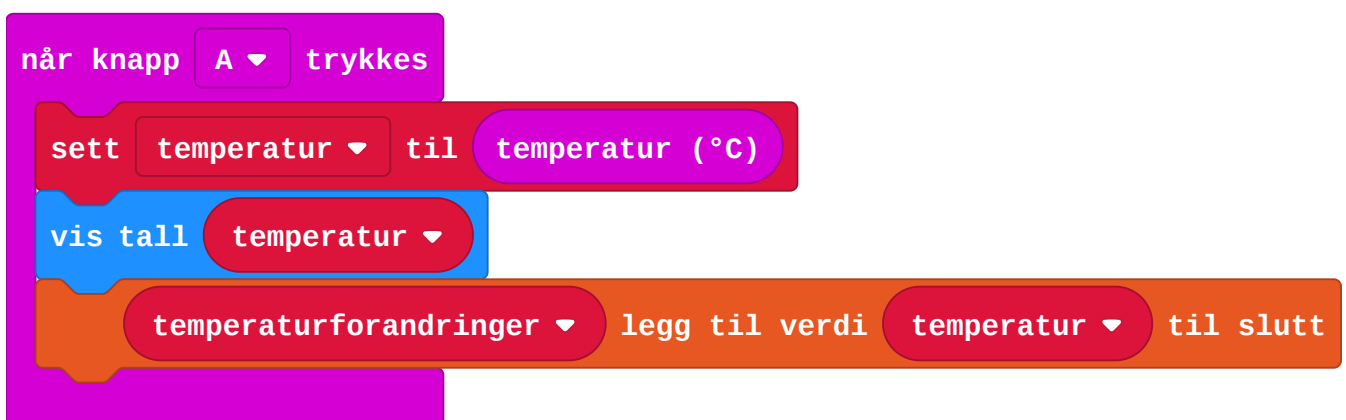 når knapp A trykkes
sett temperatur til temperatur (°C)
vis tall temperatur
temperaturforandringer legg til verdi temperatur til slutt